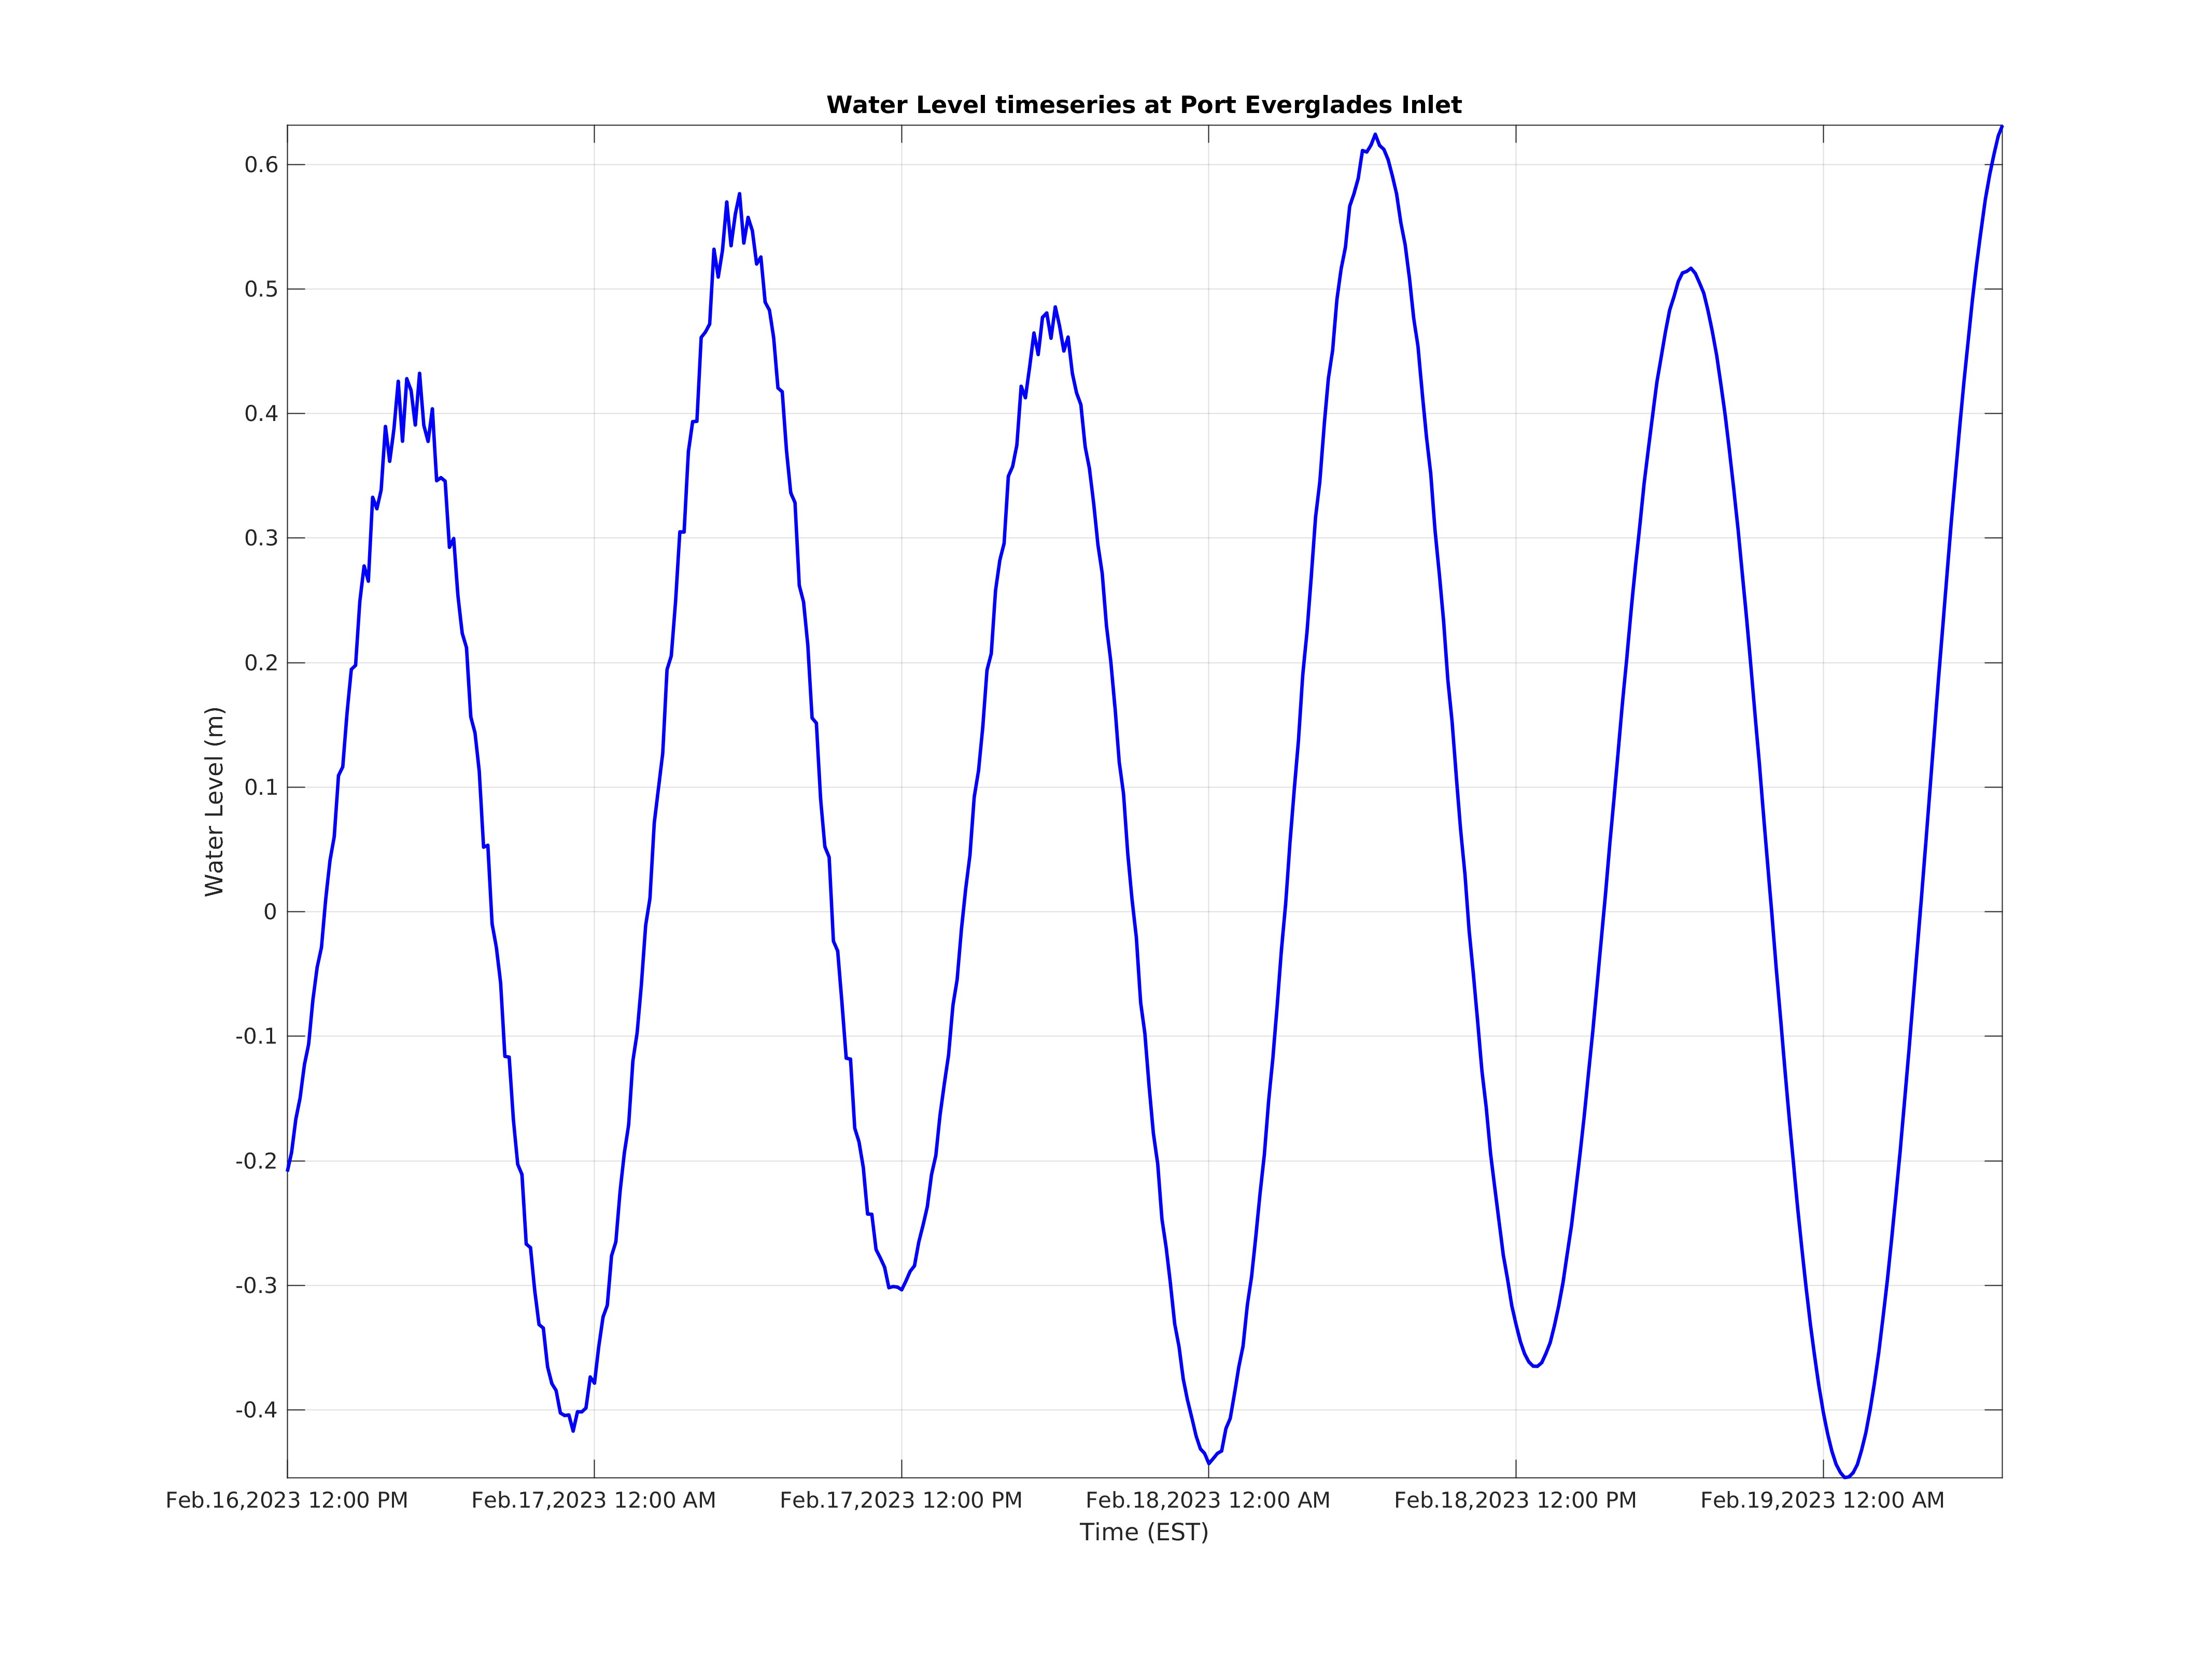 Water Level timeseries at Port Everglades Inlet
0.6
0.5
0.4
0.3
0.2
0.1
0
-0.1
-0.2
-0.3
-0.4
Water Level (m)
Feb.16,2023 12:00 PM
Feb.17,2023 12:00 AM
Feb.17,2023 12:00 PM
Feb.18,2023 12:00 AM
Feb.18,2023 12:00 PM
Feb.19,2023 12:00 AM
Time (EST)